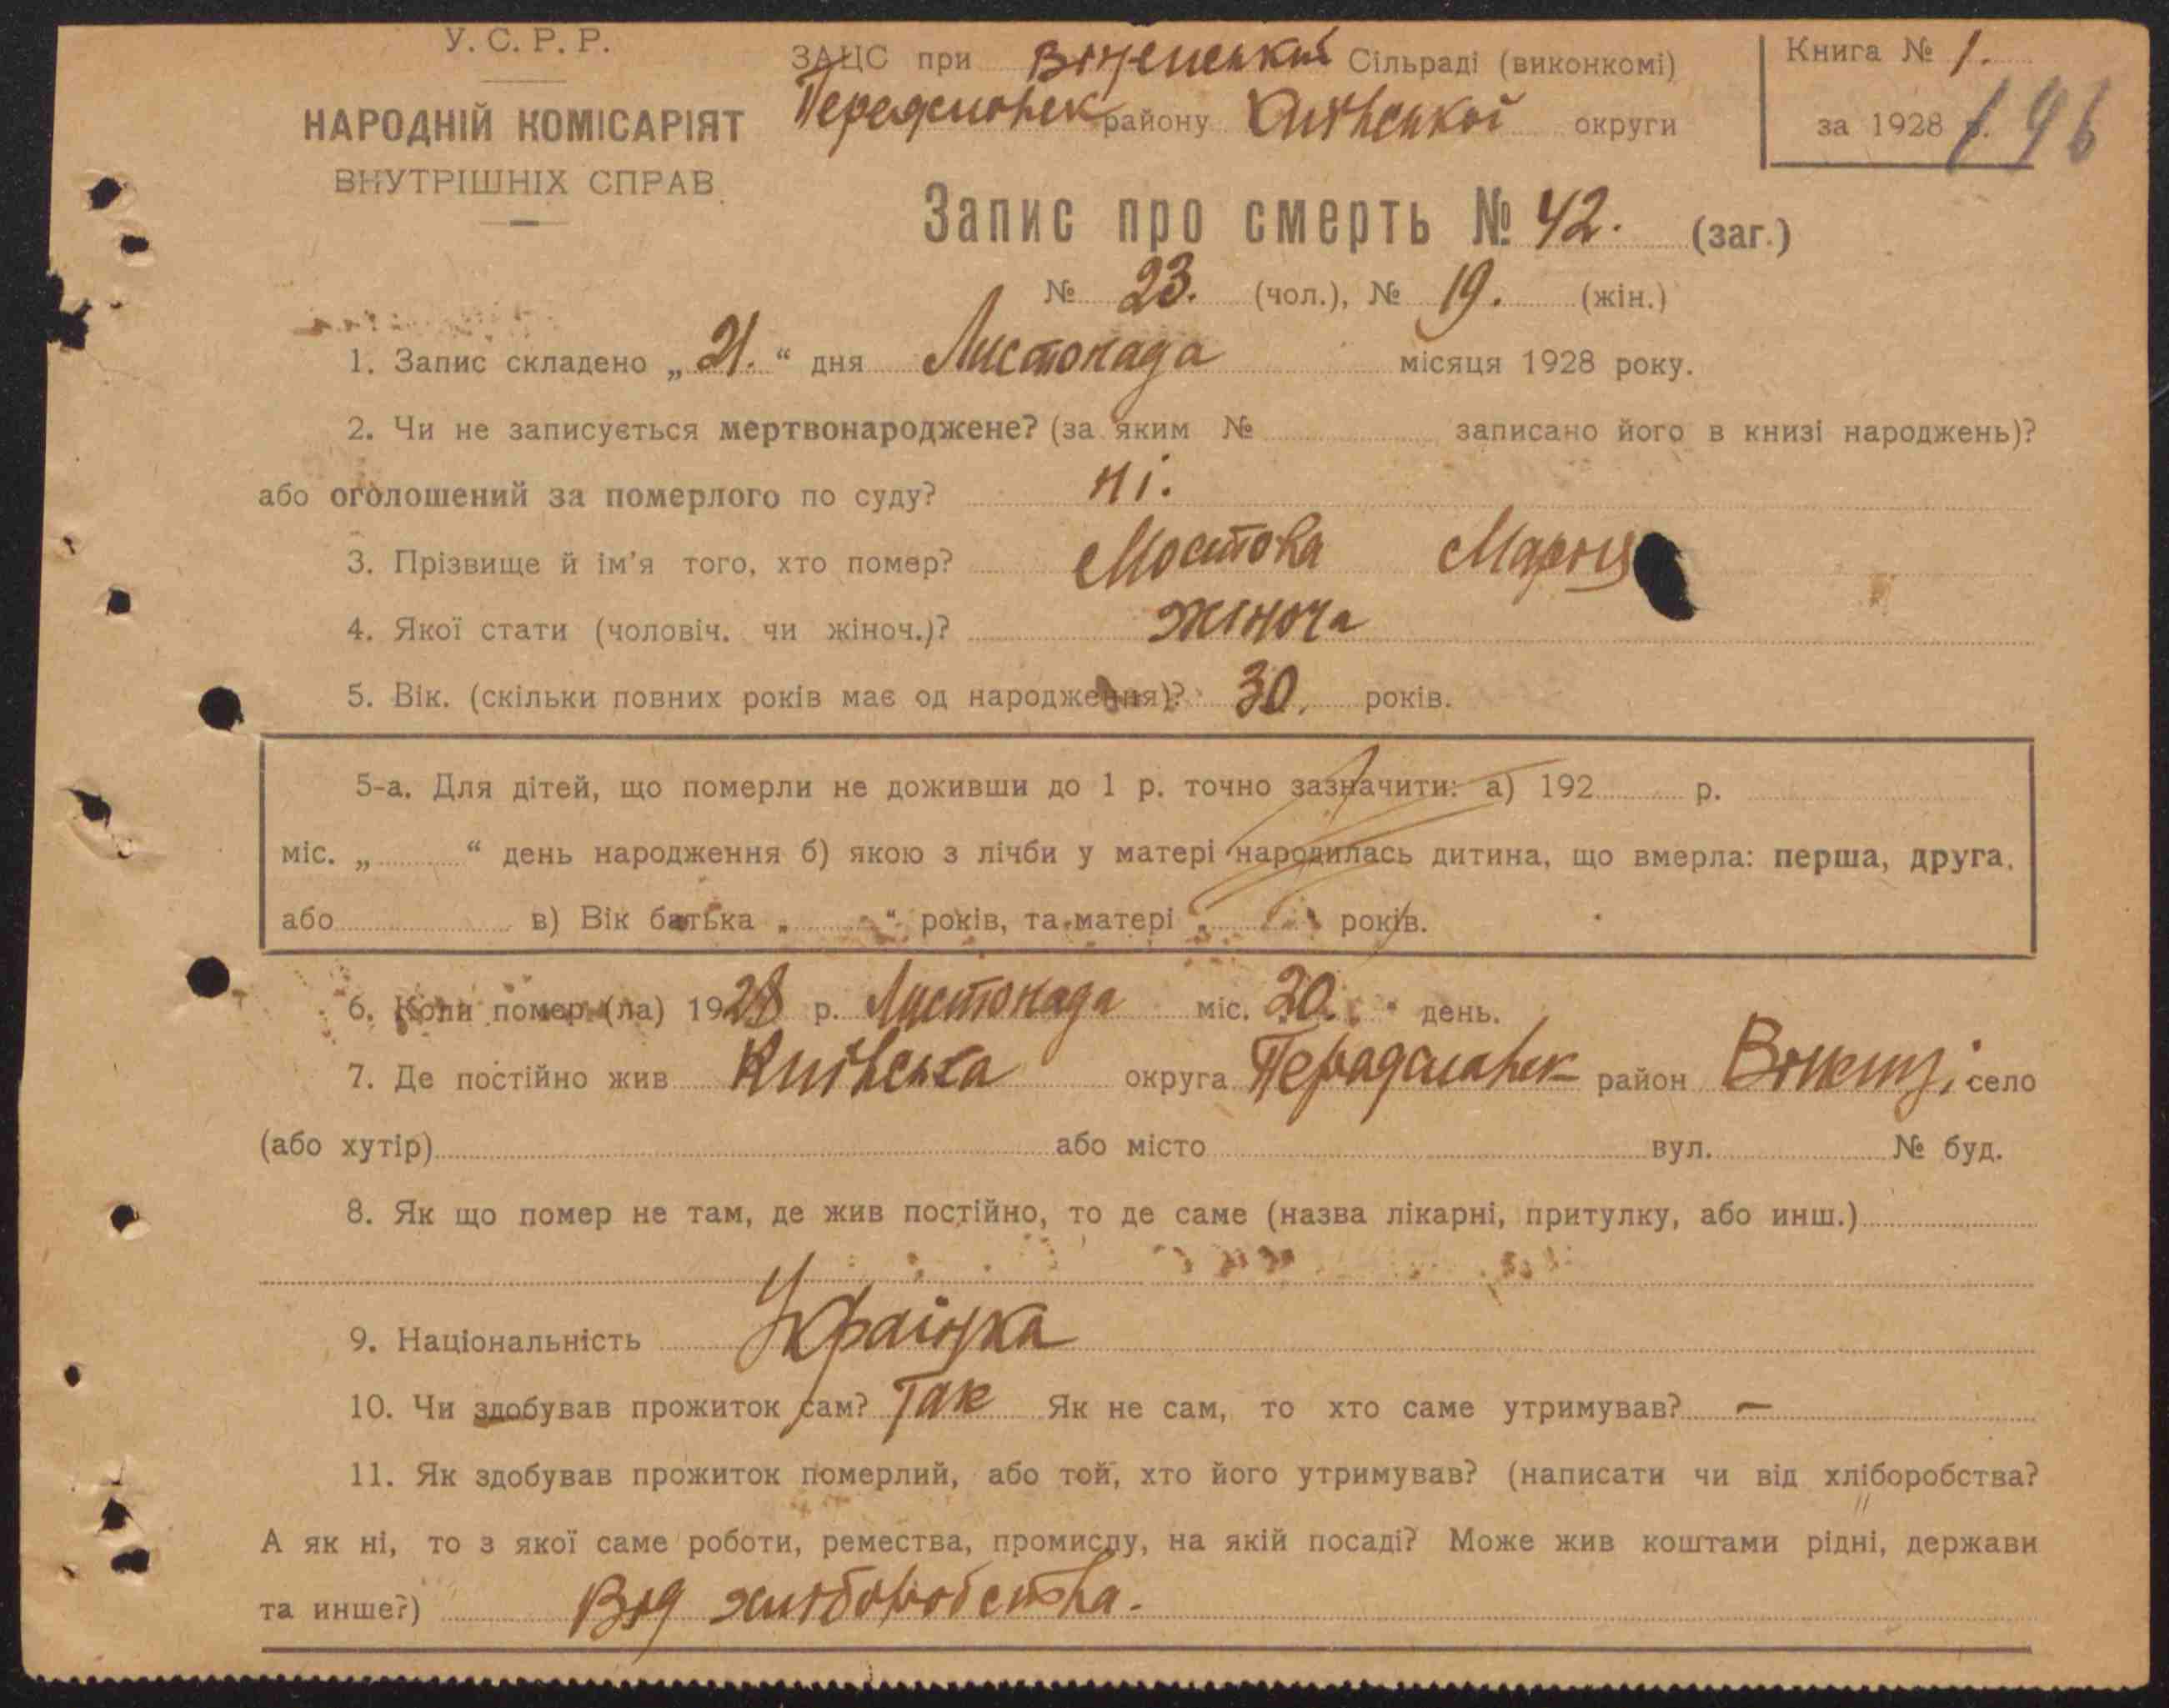 У. С. Р. Р.
НАРОДНІЙ КОМІСАРІЯТ
ВНУТРІШНІХ СПРАВ
ЗАЦС при Сільраді (виконкомі)
району Київської округи
Книга № 1.
за 1928 р. 196
Запис про смерть № 42. (заг.)
№ 23. (чол.), № 19. (жін.)
1. Запис складено „21.“ дня Листопада місяця 1928 року.
2. Чи не записується мертвонароджене? (за яким № записано його в книзі народжень)?
або оголошений за померлого по суду? ні.
3. Прізвище й ім'я того, хто помер? Мостова Марія
4. Якої стати (чоловіч. чи жіноч.)? жіноча
5. Вік. (скільки повних років має од народження)? 30. років.
5-а. Для дітей, що померли не доживши до 1 р. точно зазначити: а) 192 р.
міс. „ “ день народження б) якою з лічби у матері народилась дитина, що вмерла: перша, друга,
або в) Вік батька „ “ років, та матері „ “ років.
6. Коли помер (ла) 1928 р. Листопада міс. 20. день.
7. Де постійно жив Київська округа район село
(або хутір) або місто вул. № буд.
8. Як що помер не там, де жив постійно, то де саме (назва лікарні, притулку, або инш.)
9. Національність Українка
10. Чи здобував прожиток сам? Так Як не сам, то хто саме утримував? —
11. Як здобував прожиток померлий, або той, хто його утримував? (написати чи від хліборобства?
А як ні, то з якої саме роботи, ремества, промислу, на якій посаді? Може жив коштами рідні, держави
та инше?) Від хліборобства.